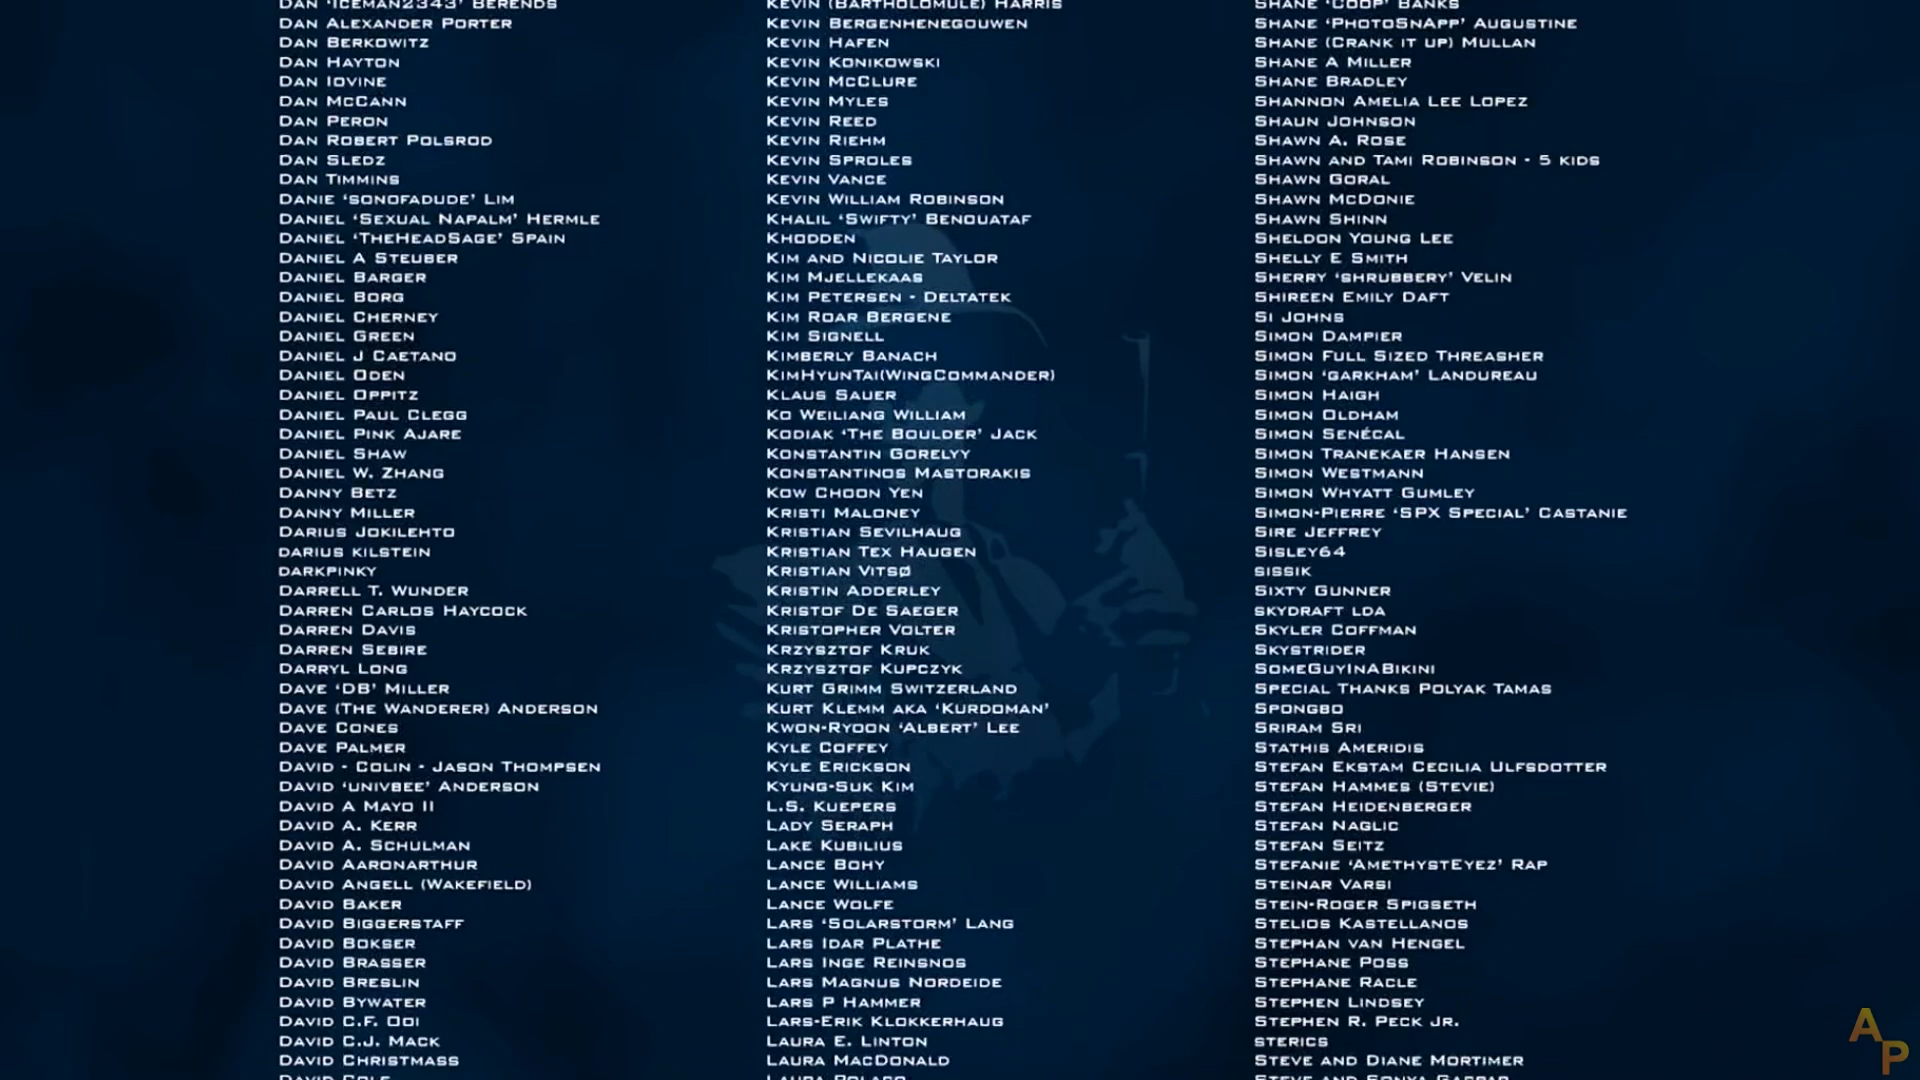 Dan 'Iceman2343' Berends
Dan Alexander Porter
Dan Berkowitz
Dan Hayton
Dan Iovine
Dan McCann
Dan Peron
Dan Robert Polsrod
Dan Sledz
Dan Timmins
Danie 'sonofadude' Lim
Daniel 'Sexual Napalm' Hermle
Daniel 'TheHeadSage' Spain
Daniel A Steuber
Daniel Barger
Daniel Borg
Daniel Cherney
Daniel Green
Daniel J Caetano
Daniel Oden
Daniel Oppitz
Daniel Paul Clegg
Daniel Pink Ajare
Daniel Shaw
Daniel W. Zhang
Danny Betz
Danny Miller
Darius Jokilehto
darius kilstein
darkpinky
Darrell T. Wunder
Darren Carlos Haycock
Darren Davis
Darren Sebire
Darryl Long
Dave 'DB' Miller
Dave (The Wanderer) Anderson
Dave Cones
Dave Palmer
David - Colin - Jason Thompsen
David 'univbee' Anderson
David A Mayo II
David A. Kerr
David A. Schulman
David Aaronarthur
David Angell (Wakefield)
David Baker
David Biggerstaff
David Bokser
David Brasser
David Breslin
David Bywater
David C.F. Odi
David C.J. Mack
David Christmass
David Cole
Kevin (Bartholomule) Harris
Kevin Bergenhenegouwen
Kevin Hafen
Kevin Konikowski
Kevin McClure
Kevin Myles
Kevin Reed
Kevin Riehm
Kevin Sproles
Kevin Vance
Kevin William Robinson
Khalil 'Swifty' Benouataf
Khodden
Kim and Nicolie Taylor
Kim Mjellekaas
Kim Petersen - Deltatek
Kim Roar Bergene
Kim Signell
Kimberly Banach
KimHyunTai(WingCommander)
Klaus Sauer
Ko Weiliang William
Kodiak 'The Boulder' Jack
Konstantin Gorelyy
Konstantinos Mastorakis
Kow Choon Yen
Kristi Maloney
Kristian Sevilhaug
Kristian Tex Haugen
Kristian Vitsø
Kristin Adderley
Kristof De Saeger
Kristopher Volter
Krzysztof Kruk
Krzysztof Kupczyk
Kurt Grimm Switzerland
Kurt Klemm aka 'Kurdoman'
Kwon-Rydon 'Albert' Lee
Kyle Coffey
Kyle Erickson
Kyung-Suk Kim
L.S. Kuepers
Lady Seraph
Lake Kubilius
Lance Bohy
Lance Williams
Lance Wolfe
Lars 'Solarstorm' Lang
Lars Idar Plathe
Lars Inge Reinsnos
Lars Magnus Nordeide
Lars P Hammer
Lars-Erik Klokkerhaug
Laura E. Linton
Laura MacDonald
Laura
Shane 'Coop' Banks
Shane 'PhotoSnApp' Augustine
Shane (Crank it up) Mullan
Shane A Miller
Shane Bradley
Shannon Amelia Lee Lopez
Shaun Johnson
Shawn A. Rose
Shawn and Tami Robinson - 5 kids
Shawn Goral
Shawn McDonie
Shawn Shinn
Sheldon Young Lee
Shelly E Smith
Sherry 'shrubbery' Velin
Shireen Emily Daft
Si Johns
Simon Dampier
Simon Full Sized Threasher
Simon 'garkham' Landureau
Simon Haigh
Simon Oldham
Simon Senécal
Simon Tranekaer Hansen
Simon Westmann
Simon Whyatt Gumley
Simon-Pierre 'SPX Special' Castanie
Sire Jeffrey
Sisley64
sissik
Sixty Gunner
skydraft lda
Skyler Coffman
Skystrider
SomeGuyInABikini
Special Thanks Polyak Tamas
Spongbo
Sriram Sri
Stathis Ameridis
Stefan Ekstam Cecilia Ulfsdotter
Stefan Hammes (Stevie)
Stefan Heidenberger
Stefan Naglic
Stefan Seitz
Stefanie 'AmethystEyez' Rap
Steinar Varsi
Stein-Roger Spigseth
Stelios Kastellanos
Stephan van Hengel
Stephane Poss
Stephane Racle
Stephen Lindsey
Stephen R. Peck Jr.
sterics
Steve and Diane Mortimer
Steve and Sonya
AP